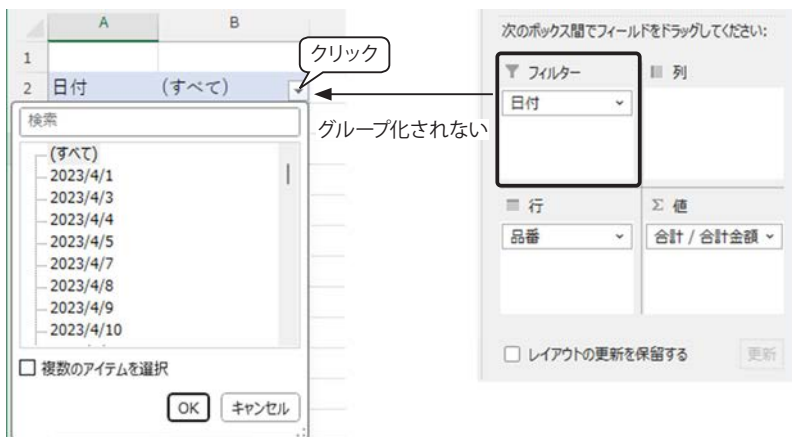 A B
1
クリック
2 日付 (すべて)
検索
(すべて)
2023/4/1
2023/4/3
2023/4/4
2023/4/5
2023/4/7
2023/4/8
2023/4/9
2023/4/10
複数のアイテムを選択
OK キャンセル
グループ化されない
次のボックス間でフィールドをドラッグしてください:
フィルター 列
日付
行 Σ 値
品番 合計 / 合計金額
レイアウトの更新を保留する 更新